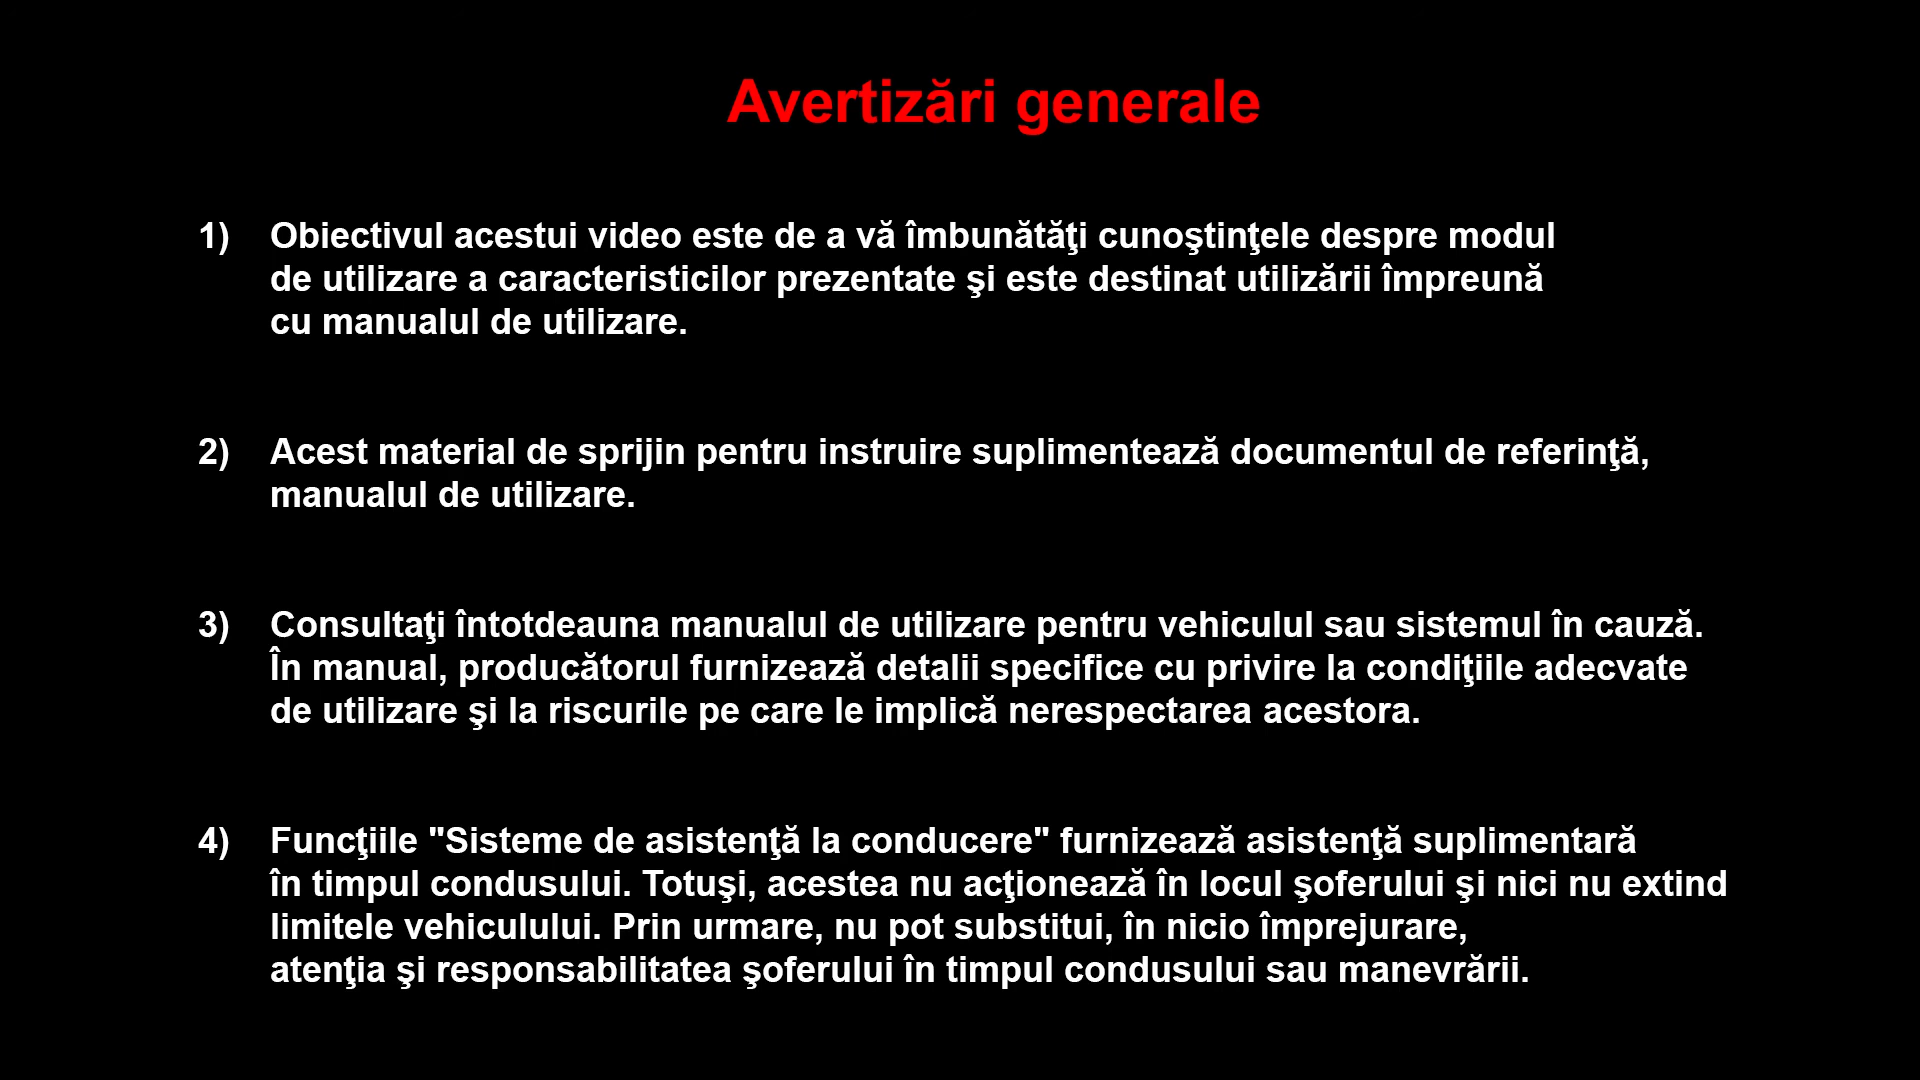 Avertizări generale
1) Obiectivul acestui video este de a vă îmbunătăţi cunoştinţele despre modul
de utilizare a caracteristicilor prezentate şi este destinat utilizării împreună
cu manualul de utilizare.
2) Acest material de sprijin pentru instruire suplimentează documentul de referinţă,
manualul de utilizare.
3) Consultaţi întotdeauna manualul de utilizare pentru vehiculul sau sistemul în cauză.
În manual, producătorul furnizează detalii specifice cu privire la condiţiile adecvate
de utilizare şi la riscurile pe care le implică nerespectarea acestora.
4) Funcţiile "Sisteme de asistenţă la conducere" furnizează asistenţă suplimentară
în timpul condusului. Totuşi, acestea nu acţionează în locul şoferului şi nici nu extind
limitele vehiculului. Prin urmare, nu pot substitui, în nicio împrejurare,
atenţia şi responsabilitatea şoferului în timpul condusului sau manevrării.